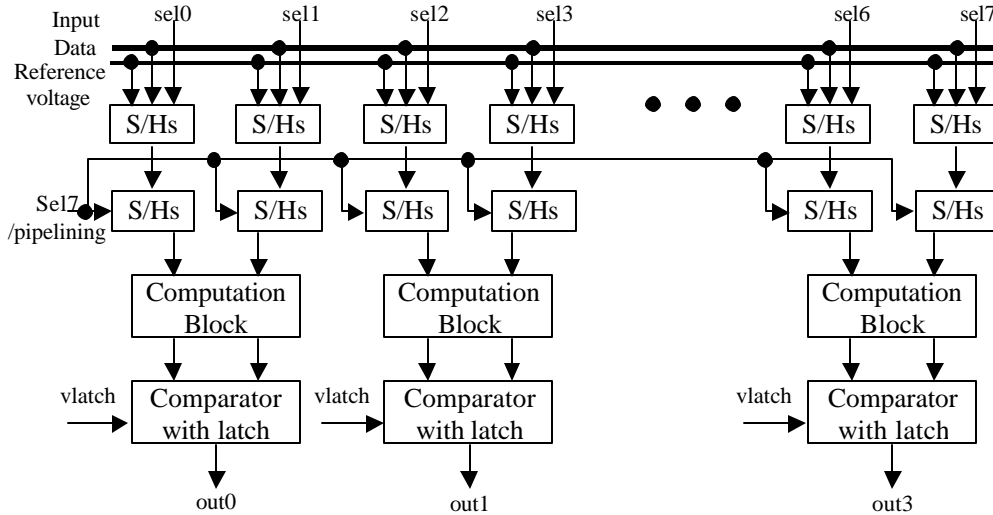 Input
sel0
sel1
sel2
sel3
sel6
sel7
Data
Reference
voltage
S/Hs
S/Hs
S/Hs
S/Hs
S/Hs
S/Hs
Sel7
/pipelining
S/Hs
S/Hs
S/Hs
S/Hs
S/Hs
S/Hs
Computation
Block
Computation
Block
Computation
Block
vlatch
Comparator
with latch
vlatch
Comparator
with latch
vlatch
Comparator
with latch
out0
out1
out3